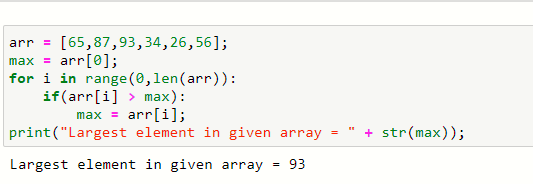 arr = [65,87,93,34,26,56];
max = arr[0];
for i in range(0,len(arr)):
    if(arr[i] > max):
        max = arr[i];
print("Largest element in given array = " + str(max));
Largest element in given array = 93